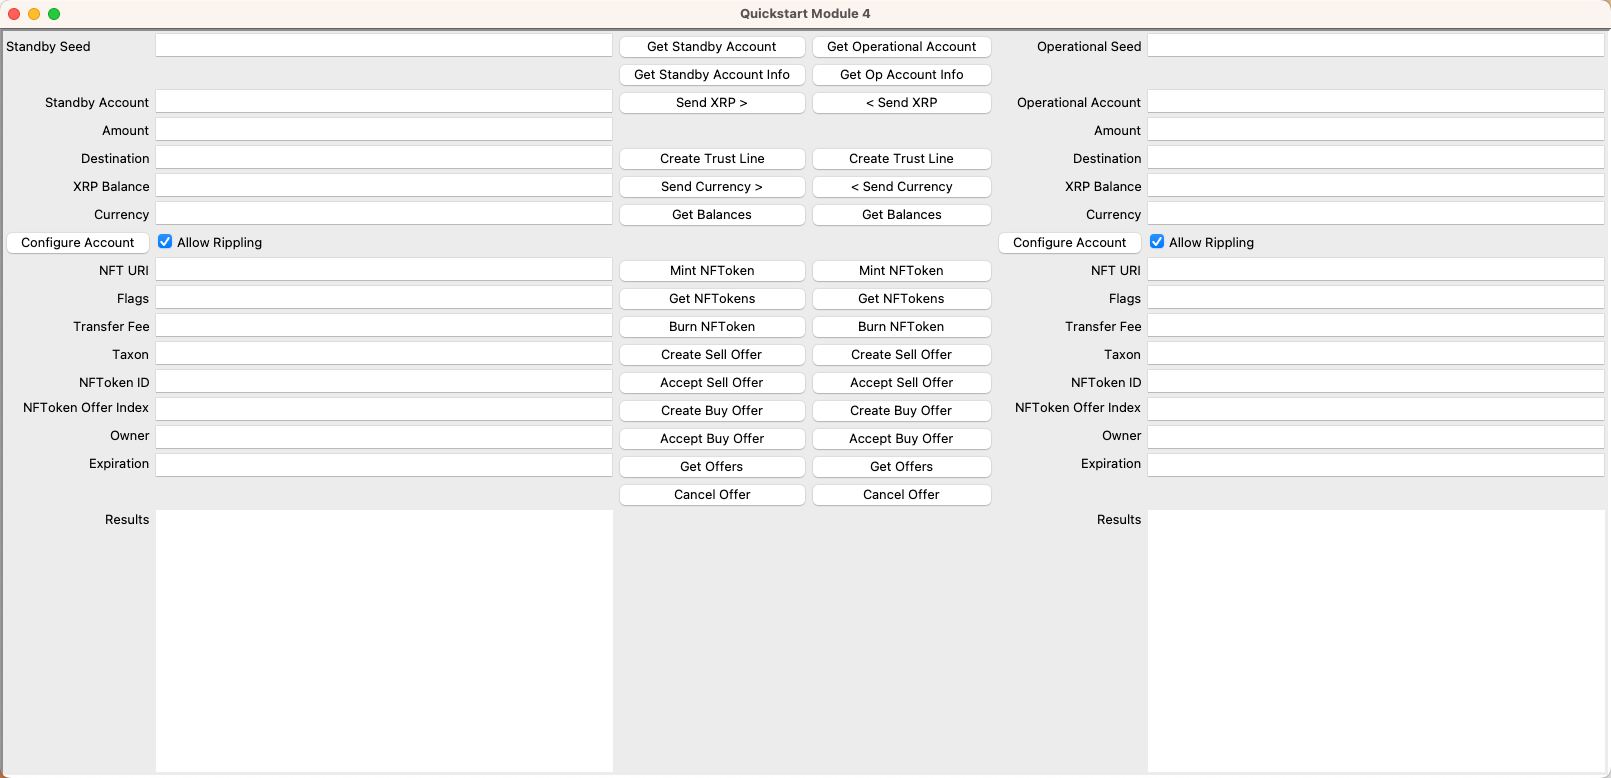 Quickstart Module 4
Standby Seed Get Standby Account Get Operational Account Operational Seed
Get Standby Account Info Get Op Account Info
Standby Account Send XRP > < Send XRP Operational Account
Amount Amount
Destination Create Trust Line Create Trust Line Destination
XRP Balance Send Currency > < Send Currency XRP Balance
Currency Get Balances Get Balances Currency
Configure Account Allow Rippling Configure Account Allow Rippling
NFT URI Mint NFToken Mint NFToken NFT URI
Flags Get NFTokens Get NFTokens Flags
Transfer Fee Burn NFToken Burn NFToken Transfer Fee
Taxon Create Sell Offer Create Sell Offer Taxon
NFToken ID Accept Sell Offer Accept Sell Offer NFToken ID
NFToken Offer Index Create Buy Offer Create Buy Offer NFToken Offer Index
Owner Accept Buy Offer Accept Buy Offer Owner
Expiration Get Offers Get Offers Expiration
Cancel Offer Cancel Offer
Results Results